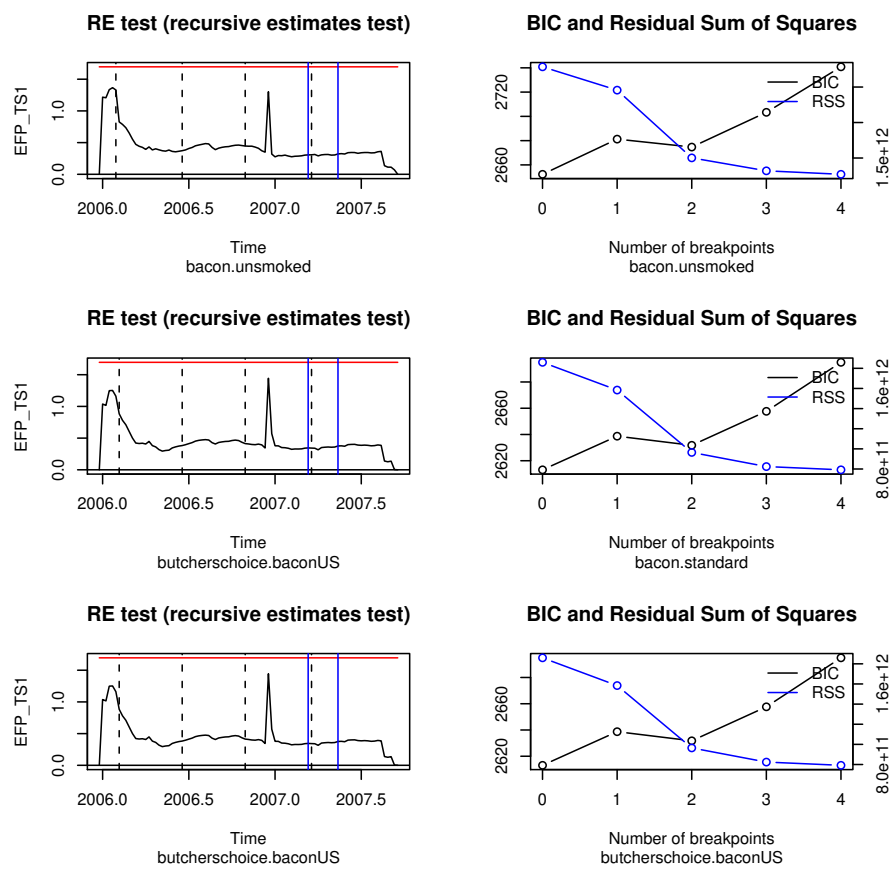 RE test (recursive estimates test)
EFP_TS1
0.0
1.0
2006.0 2006.5 2007.0 2007.5
Time
bacon.unsmoked
BIC and Residual Sum of Squares
2660
2720
BIC
RSS
1.5e+12
0 1 2 3 4
Number of breakpoints
bacon.unsmoked
RE test (recursive estimates test)
EFP_TS1
0.0
1.0
2006.0 2006.5 2007.0 2007.5
Time
butcherschoice.baconUS
BIC and Residual Sum of Squares
2620
2660
BIC
RSS
8.0e+11
1.6e+12
0 1 2 3 4
Number of breakpoints
bacon.standard
RE test (recursive estimates test)
EFP_TS1
0.0
1.0
2006.0 2006.5 2007.0 2007.5
Time
butcherschoice.baconUS
BIC and Residual Sum of Squares
2620
2660
BIC
RSS
8.0e+11
1.6e+12
0 1 2 3 4
Number of breakpoints
butcherschoice.baconUS